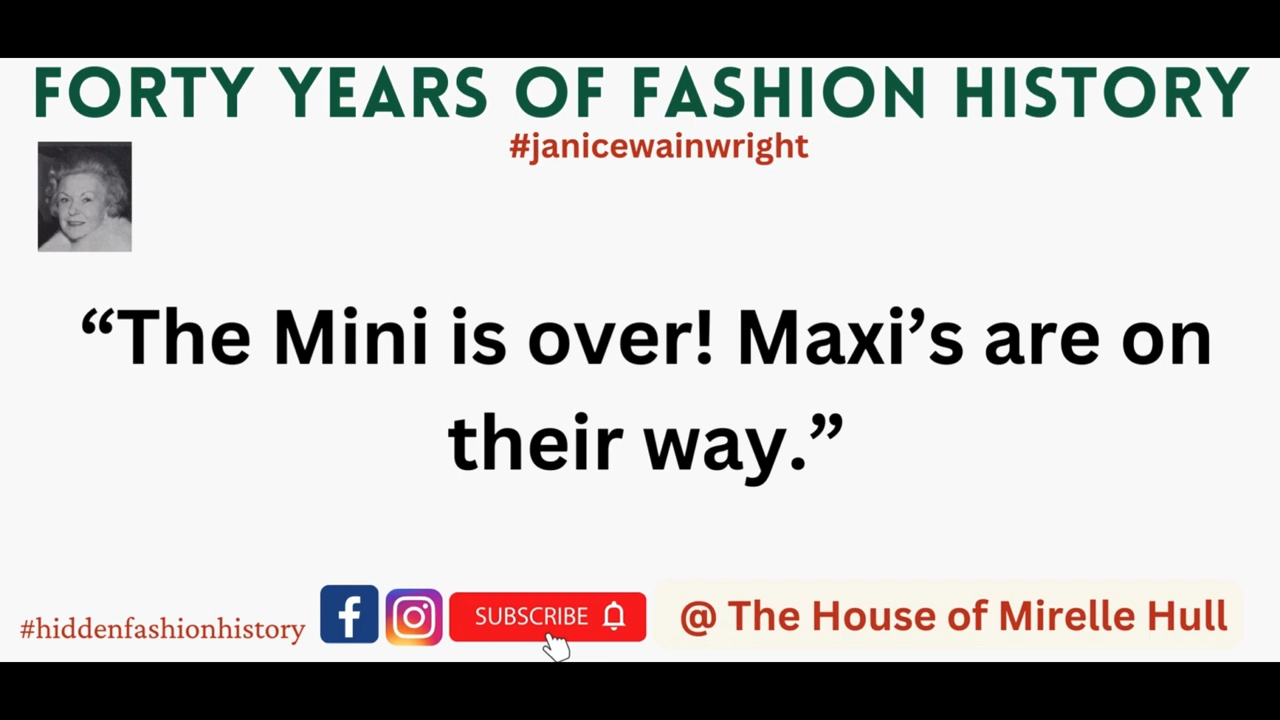 FORTY YEARS OF FASHION HISTORY
#janicewainwright
“The Mini is over! Maxi’s are on
their way.”
#hiddenfashionhistory
SUBSCRIBE
@ The House of Mirelle Hull